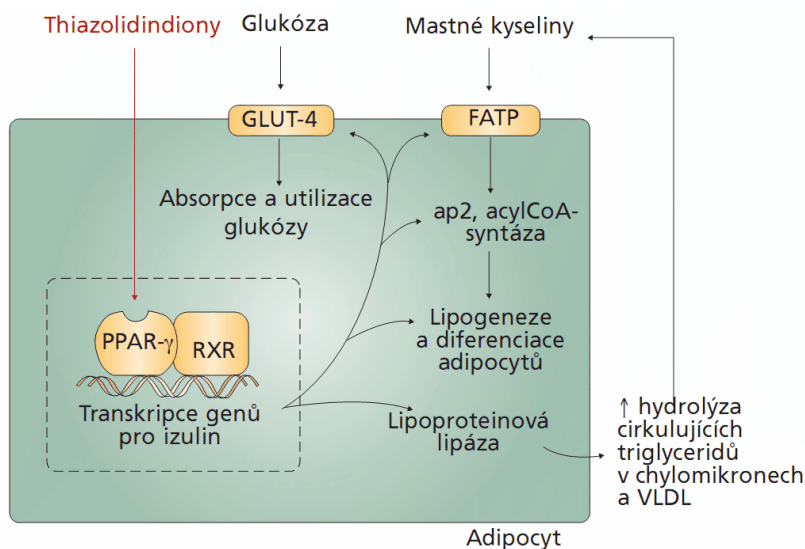 Thiazolidindiony
Glukóza
Mastné kyseliny
GLUT-4
FATP
Absorpce a utilizace
glukózy
ap2, acylCoA-
syntáza
PPAR-γ
RXR
Transkripce genů
pro izulin
Lipogeneze
a diferenciace
adipocytů
Lipoproteinová
lipáza
↑ hydrolýza
cirkulujících
triglyceridů
v chylomikronech
a VLDL
Adipocyt